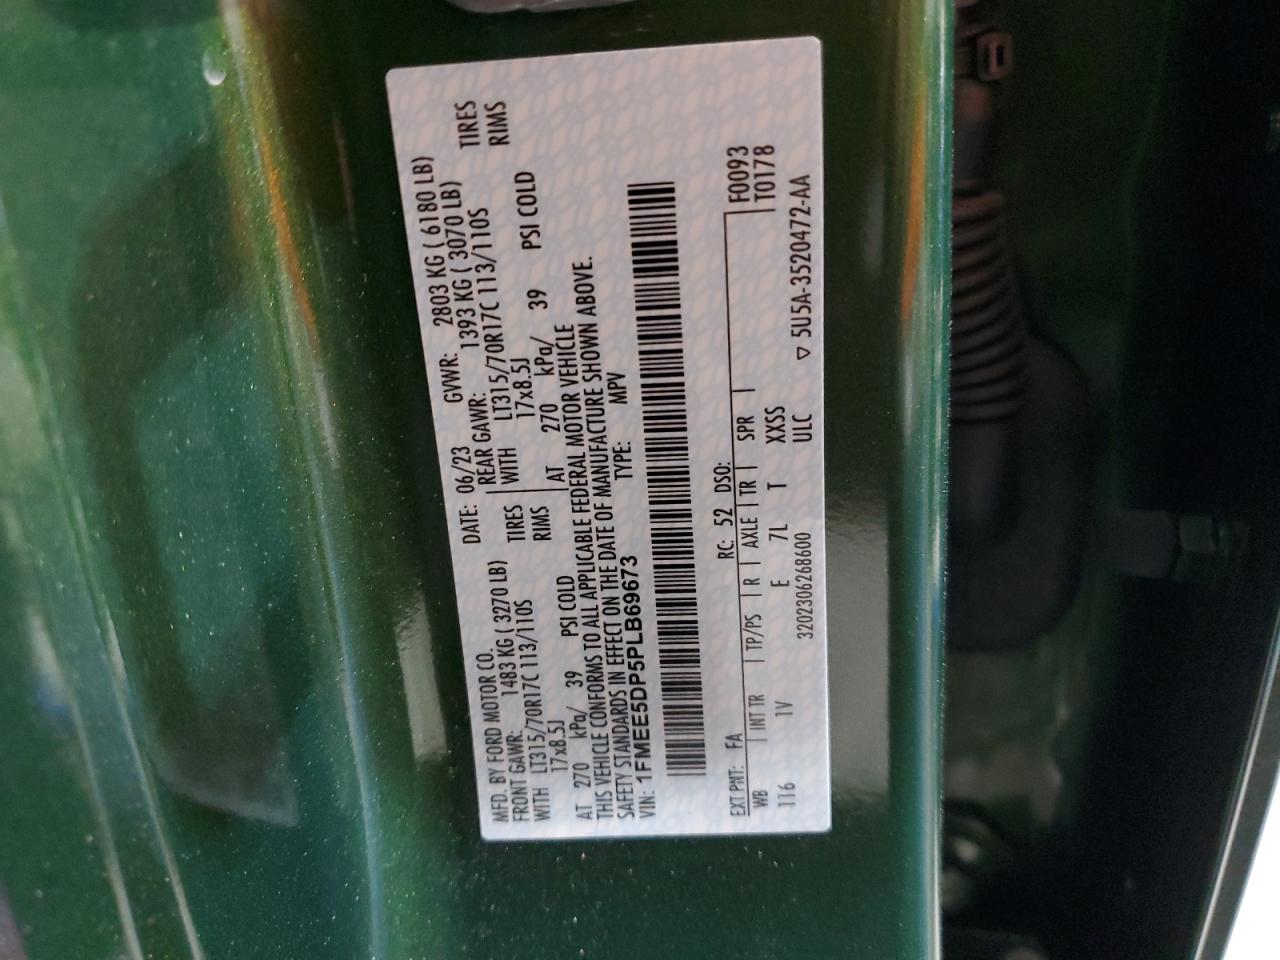 MFD. BY FORD MOTOR CO.
DATE: 06/23 GVWR: 2803 KG ( 6180 LB)
FRONT GAWR: 1483 KG ( 3270 LB) REAR GAWR: 1393 KG ( 3070 LB)
WITH LT315/70R17C 113/110S TIRES WITH LT315/70R17C 113/110S TIRES
17x8.5J RIMS 17x8.5J RIMS
AT 270 kPa/ 39 PSI COLD AT 270 kPa/ 39 PSI COLD
THIS VEHICLE CONFORMS TO ALL APPLICABLE FEDERAL MOTOR VEHICLE
SAFETY STANDARDS IN EFFECT ON THE DATE OF MANUFACTURE SHOWN ABOVE.
VIN: 1FMEE5DP5PLB69673 TYPE: MPV
EXT PNT: FA RC: 52 DSO: F0093
WB INT TR TP/PS R AXLE TR SPR T0178
116 1V E 7L T XXSS
3202306268600 ULC ▽ 5U5A-3520472-AA